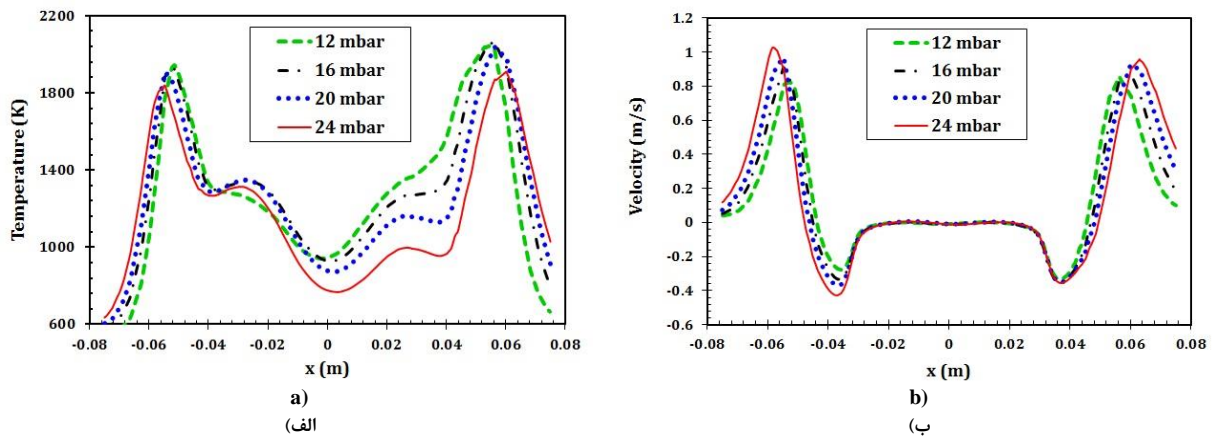 2200
1800
1400
1000
600
Temperature (K)
12 mbar
16 mbar
20 mbar
24 mbar
-0.08 -0.06 -0.04 -0.02 0 0.02 0.04 0.06 0.08
x (m)
a)
الف)
1.2
1
0.8
0.6
0.4
0.2
0
-0.2
-0.4
-0.6
Velocity (m/s)
12 mbar
16 mbar
20 mbar
24 mbar
-0.08 -0.06 -0.04 -0.02 0 0.02 0.04 0.06 0.08
x (m)
b)
ب)